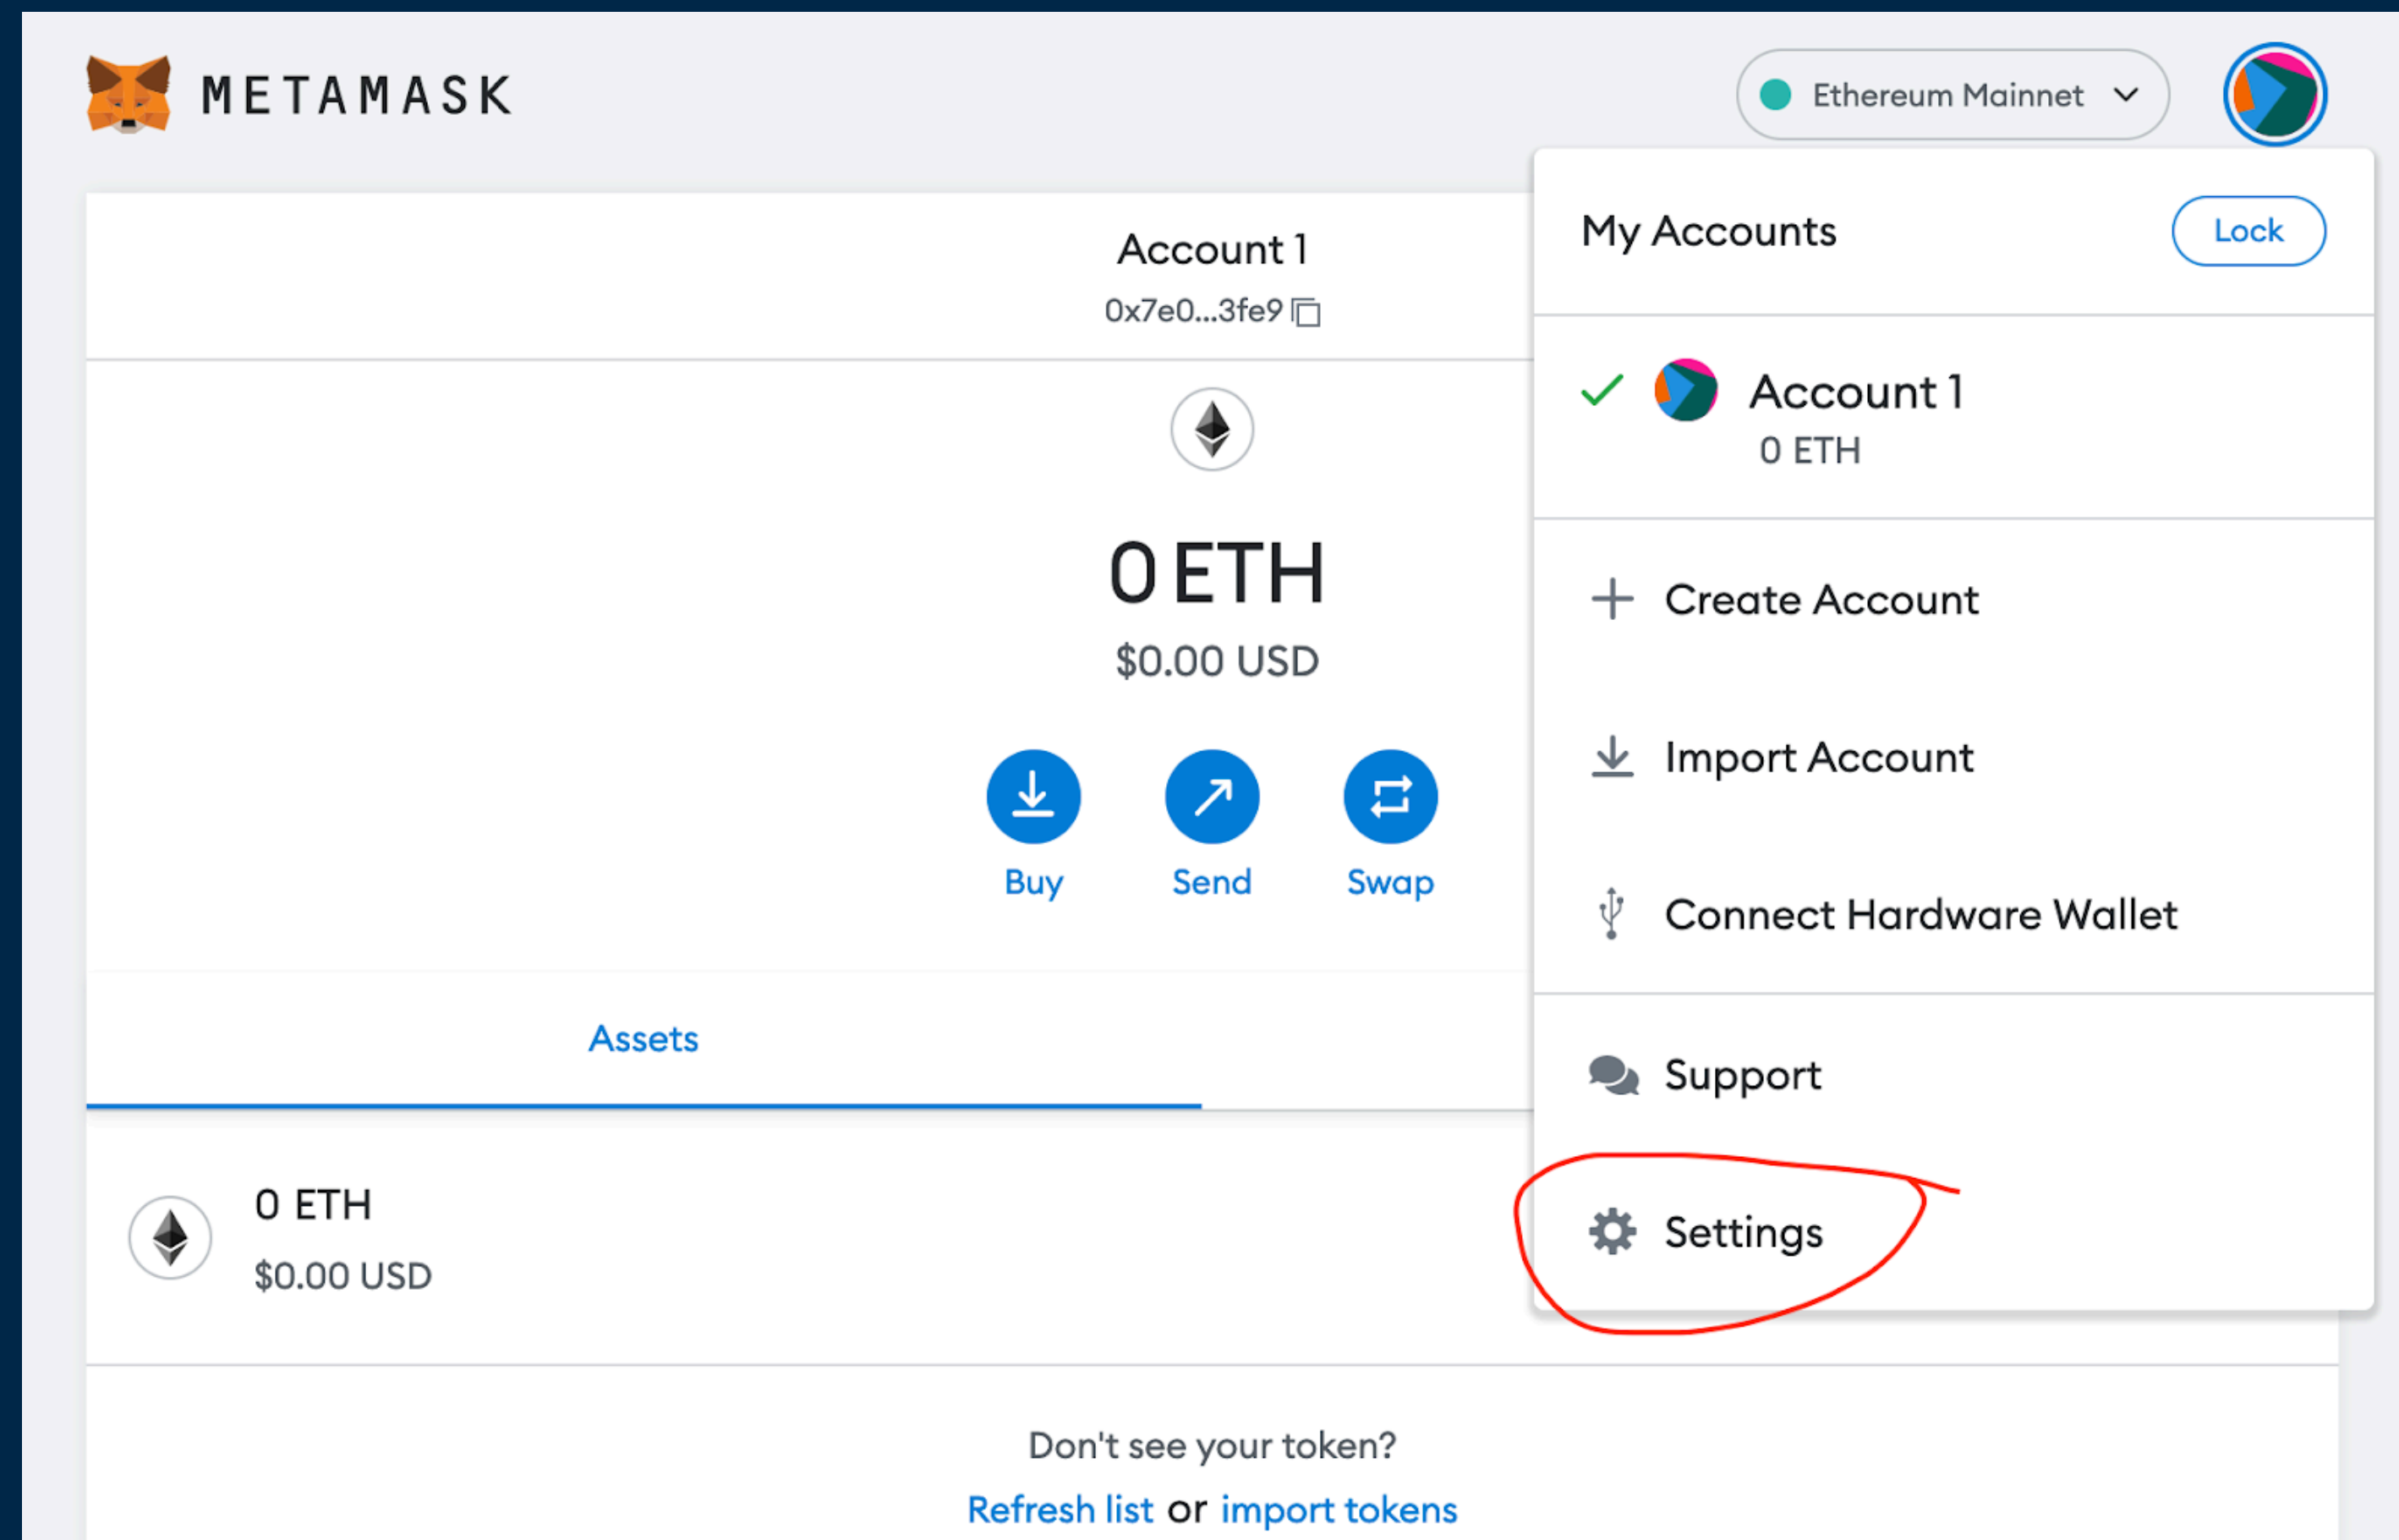 METAMASK
Ethereum Mainnet
Account 1
0x7e0...3fe9
0 ETH
$0.00 USD
Buy Send Swap
Assets
0 ETH
$0.00 USD
Don't see your token?
Refresh list or import tokens
My Accounts
Lock
Account 1
0 ETH
Create Account
Import Account
Connect Hardware Wallet
Support
Settings